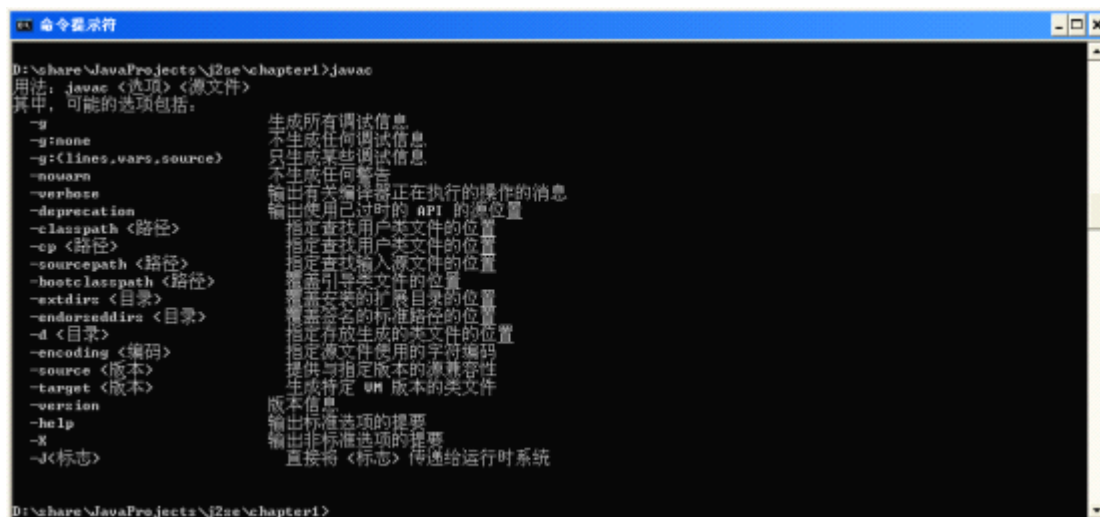 命令提示符
D:\share\JavaProjects\j2se\chapter1>javac
用法：javac <选项> <源文件>
其中，可能的选项包括：
-g 生成所有调试信息
-g:none 不生成任何调试信息
-g:{lines,vars,source} 只生成某些调试信息
-nowarn 不生成任何警告
-verbose 输出有关编译器正在执行的操作的消息
-deprecation 输出使用已过时的 API 的源位置
-classpath <路径> 指定查找用户类文件的位置
-cp <路径> 指定查找用户类文件的位置
-sourcepath <路径> 指定查找输入源文件的位置
-bootclasspath <路径> 覆盖引导类文件的位置
-extdirs <目录> 覆盖安装的扩展目录的位置
-endorseddirs <目录> 覆盖签名的标准路径的位置
-d <目录> 指定存放生成的类文件的位置
-encoding <编码> 指定源文件使用的字符编码
-source <版本> 提供与指定版本的源兼容性
-target <版本> 生成特定 VM 版本的类文件
-version 版本信息
-help 输出标准选项的提要
-X 输出非标准选项的提要
-J<标志> 直接将 <标志> 传递给运行时系统
D:\share\JavaProjects\j2se\chapter1>